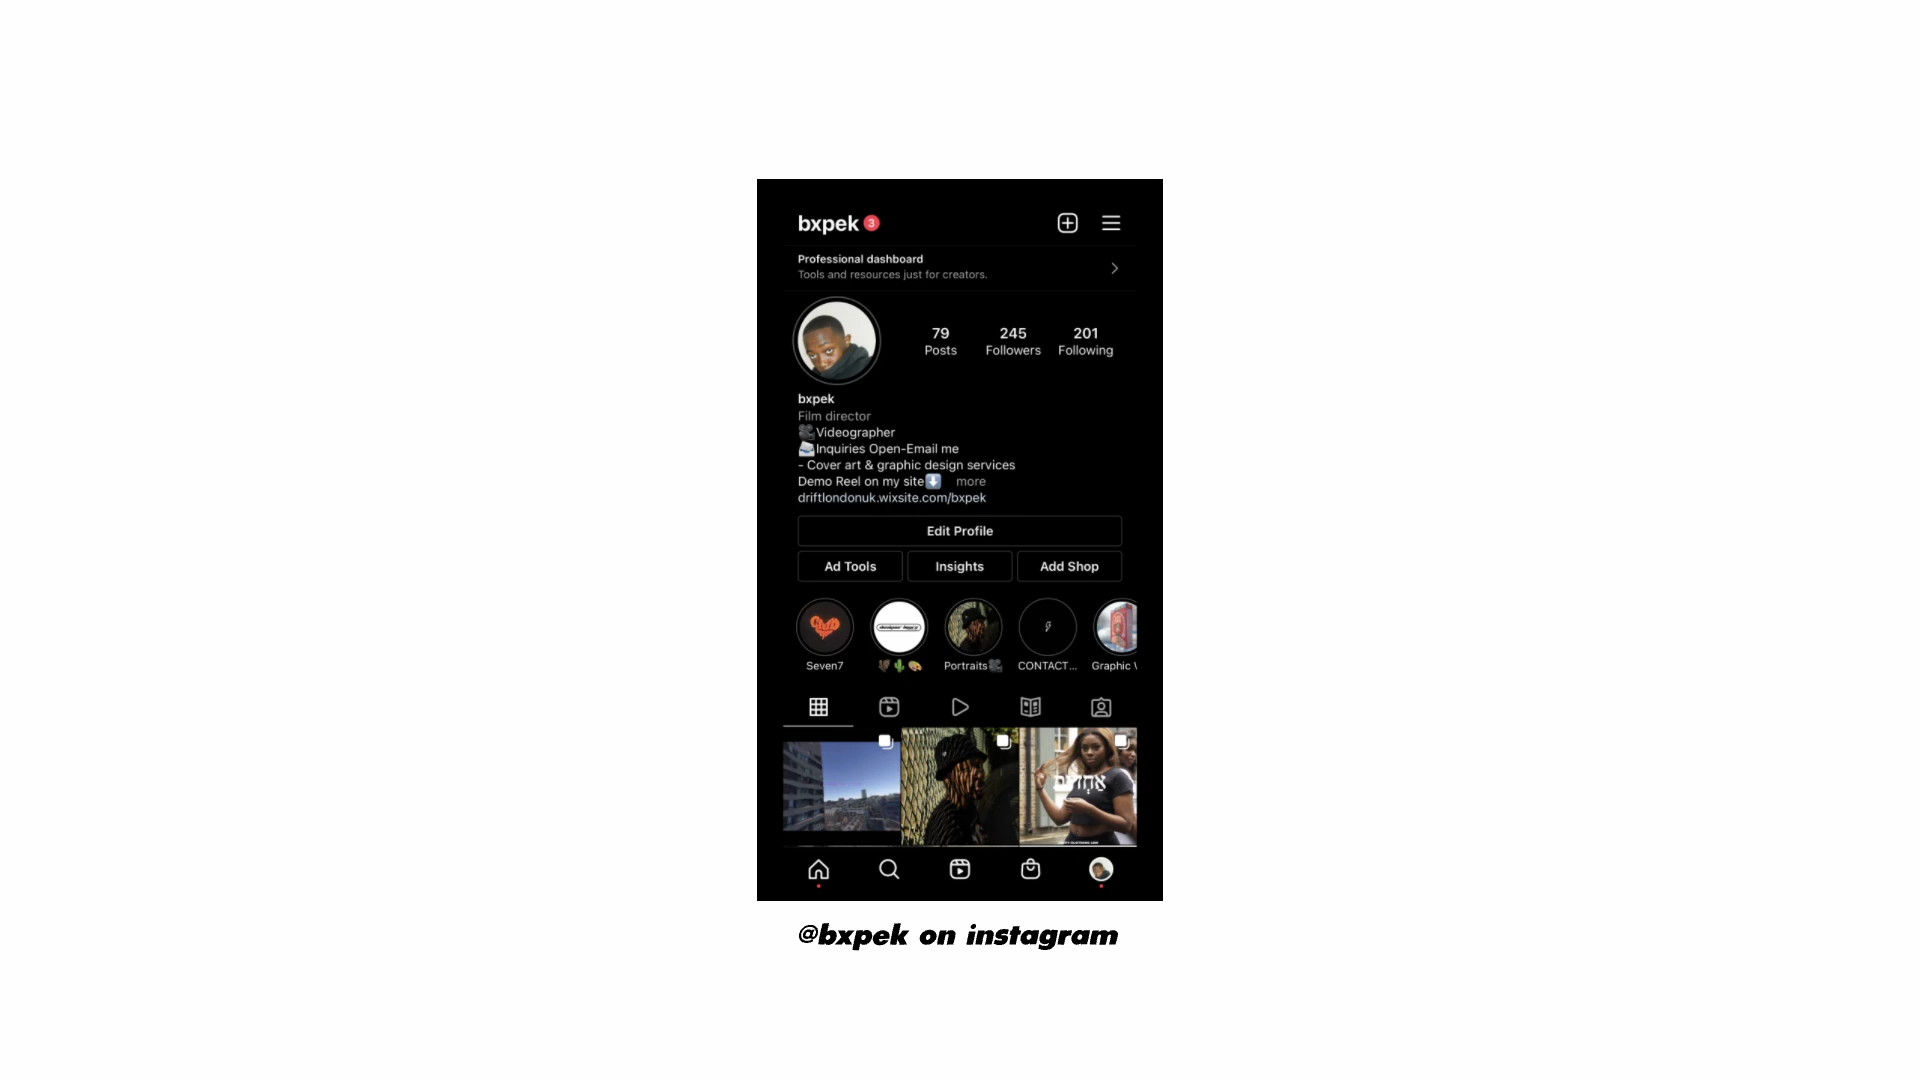 bxpek 3
Professional dashboard
Tools and resources just for creators.
79 245 201
Posts Followers Following
bxpek
Film director
🎥Videographer
📨Inquiries Open-Email me
- Cover art & graphic design services
Demo Reel on my site⬇️ more
driftlondonuk.wixsite.com/bxpek
Edit Profile
Ad Tools Insights Add Shop
Seven7 🤎🌵🎨 Portraits🎥 CONTACT... Graphic
@bxpek on instagram